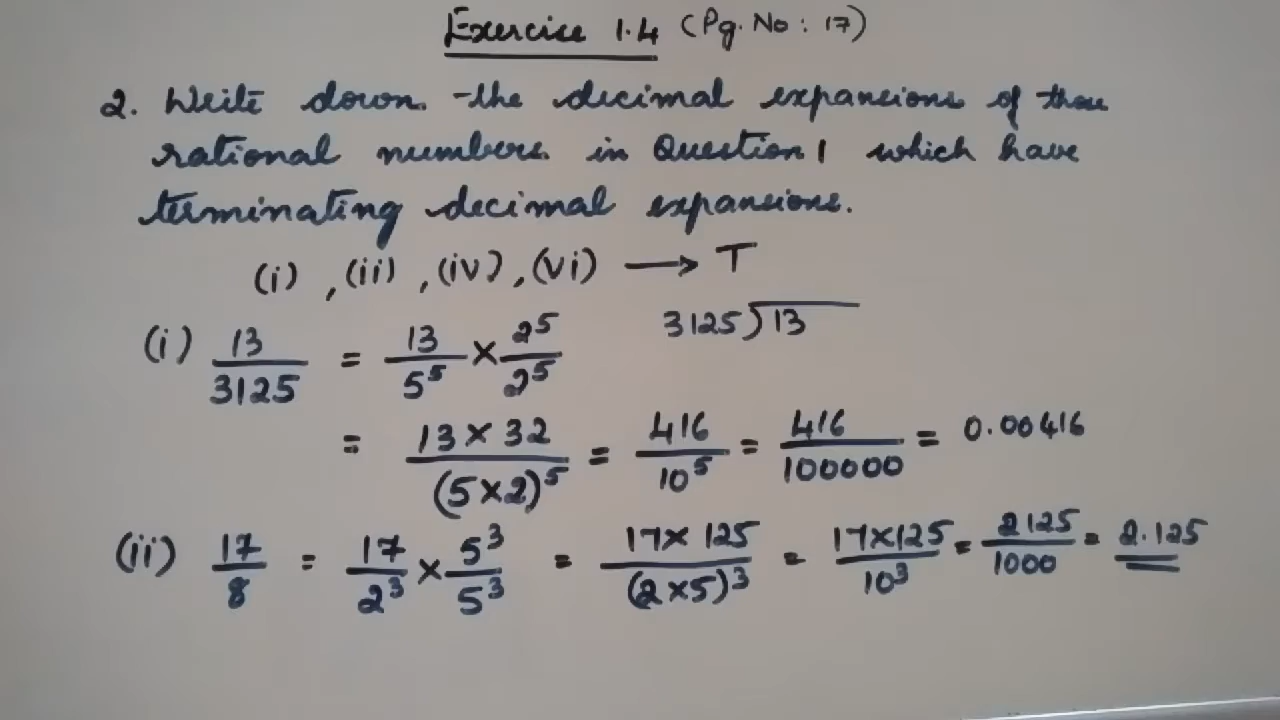 Exercise 1.4 (Pg. No: 17)
2. Write down the decimal expansions of those
rational numbers in Question 1 which have
terminating decimal expansions.
(i), (ii), (iv), (vi) → T
(i) 13/3125 = 13/5⁵ × 2⁵/2⁵
3125)13
= 13 × 32/(5×2)⁵ = 416/10⁵ = 416/100000 = 0.00416
(ii) 17/8 = 17/2³ × 5³/5³ = 17 × 125/(2×5)³ = 17×125/10³ = 2125/1000 = 2.125